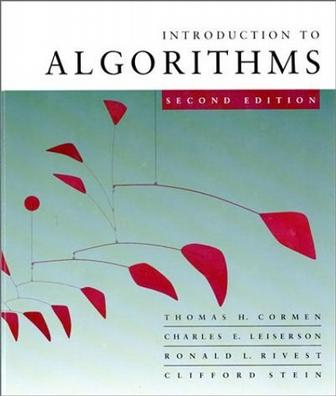 INTRODUCTION TO
ALGORITHMS
SECOND EDITION
THOMAS H. CORMEN
CHARLES E. LEISERSON
RONALD L. RIVEST
CLIFFORD STEIN